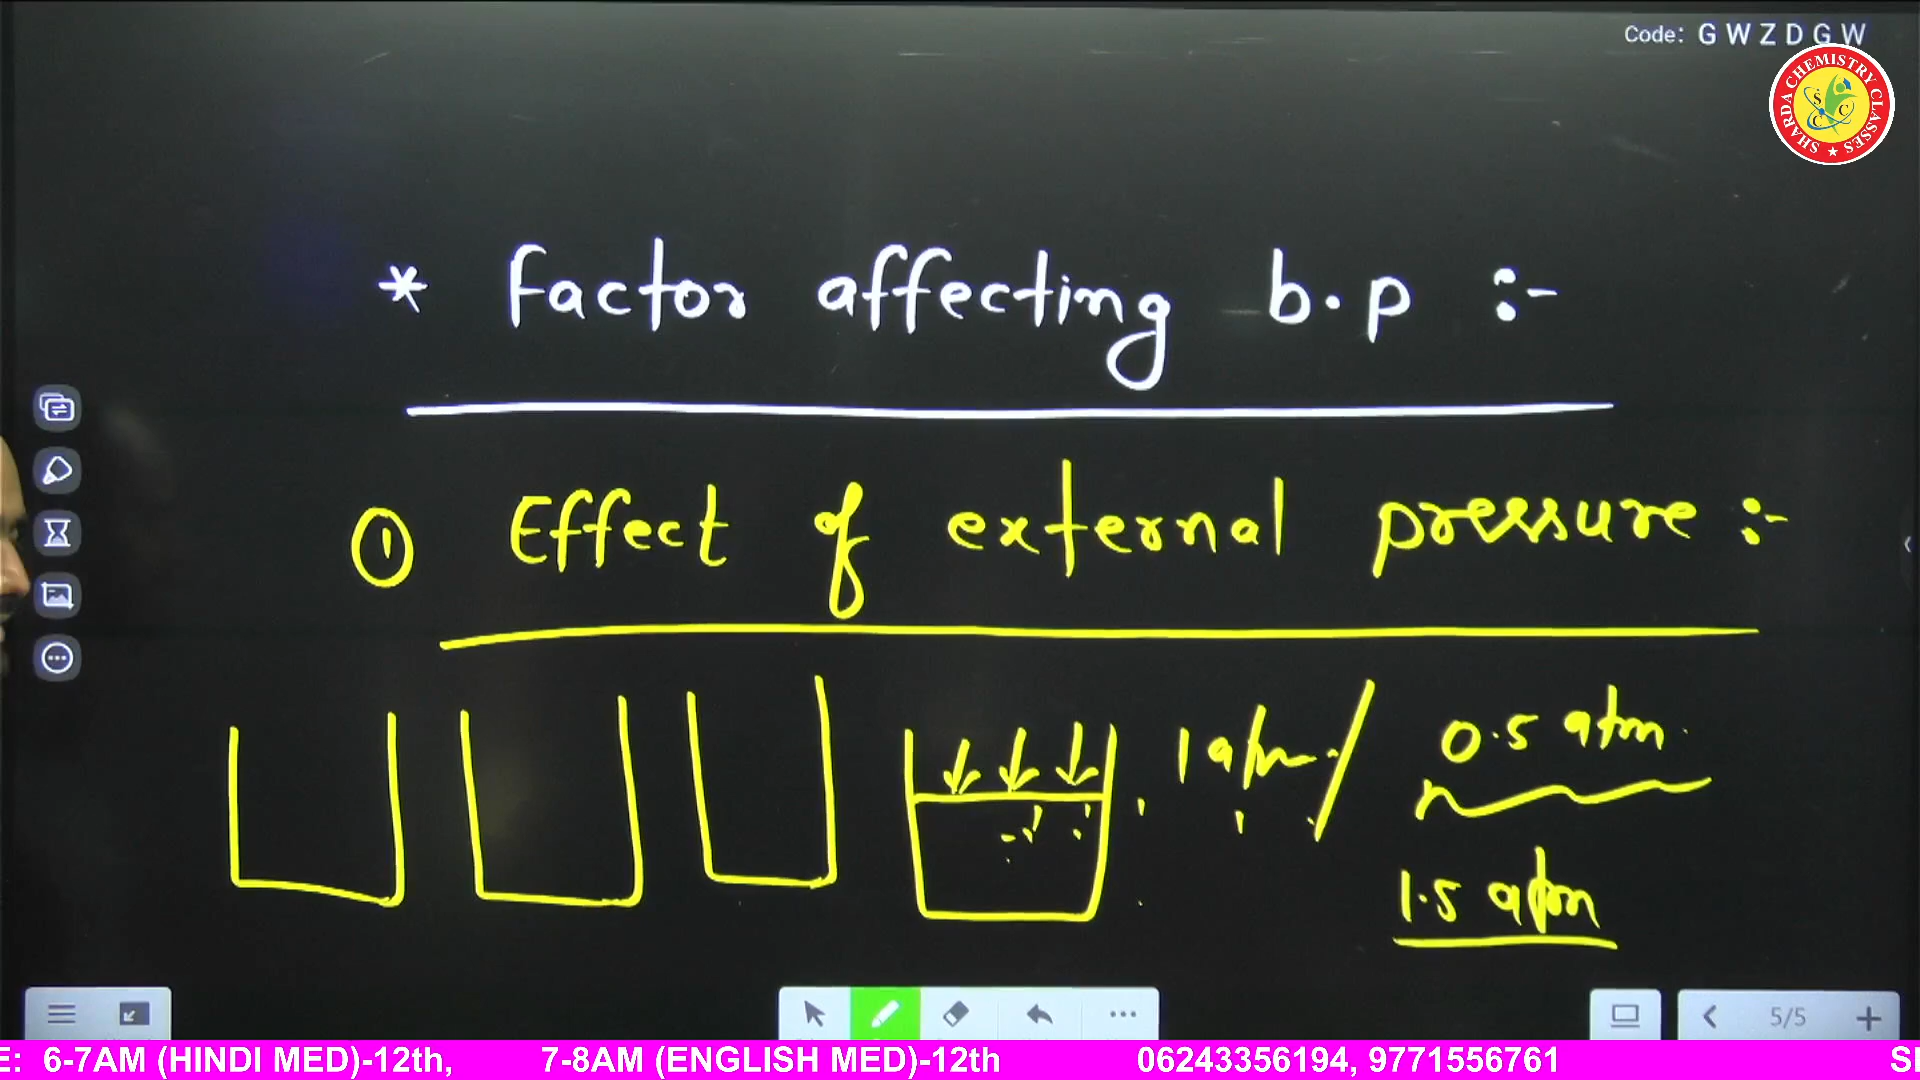 Code: GWZDGW
SHARDA CHEMISTRY CLASSES
S C C
* Factor affecting b.p :-
① Effect of external pressure :-
1 atm / 0.5 atm
1.5 atm
5/5
E: 6-7AM (HINDI MED)-12th, 7-8AM (ENGLISH MED)-12th 06243356194, 9771556761